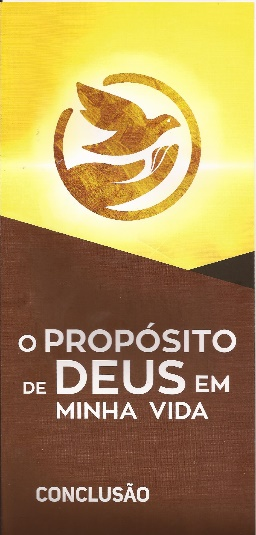 O PROPÓSITO
DE DEUS EM
MINHA VIDA
CONCLUSÃO